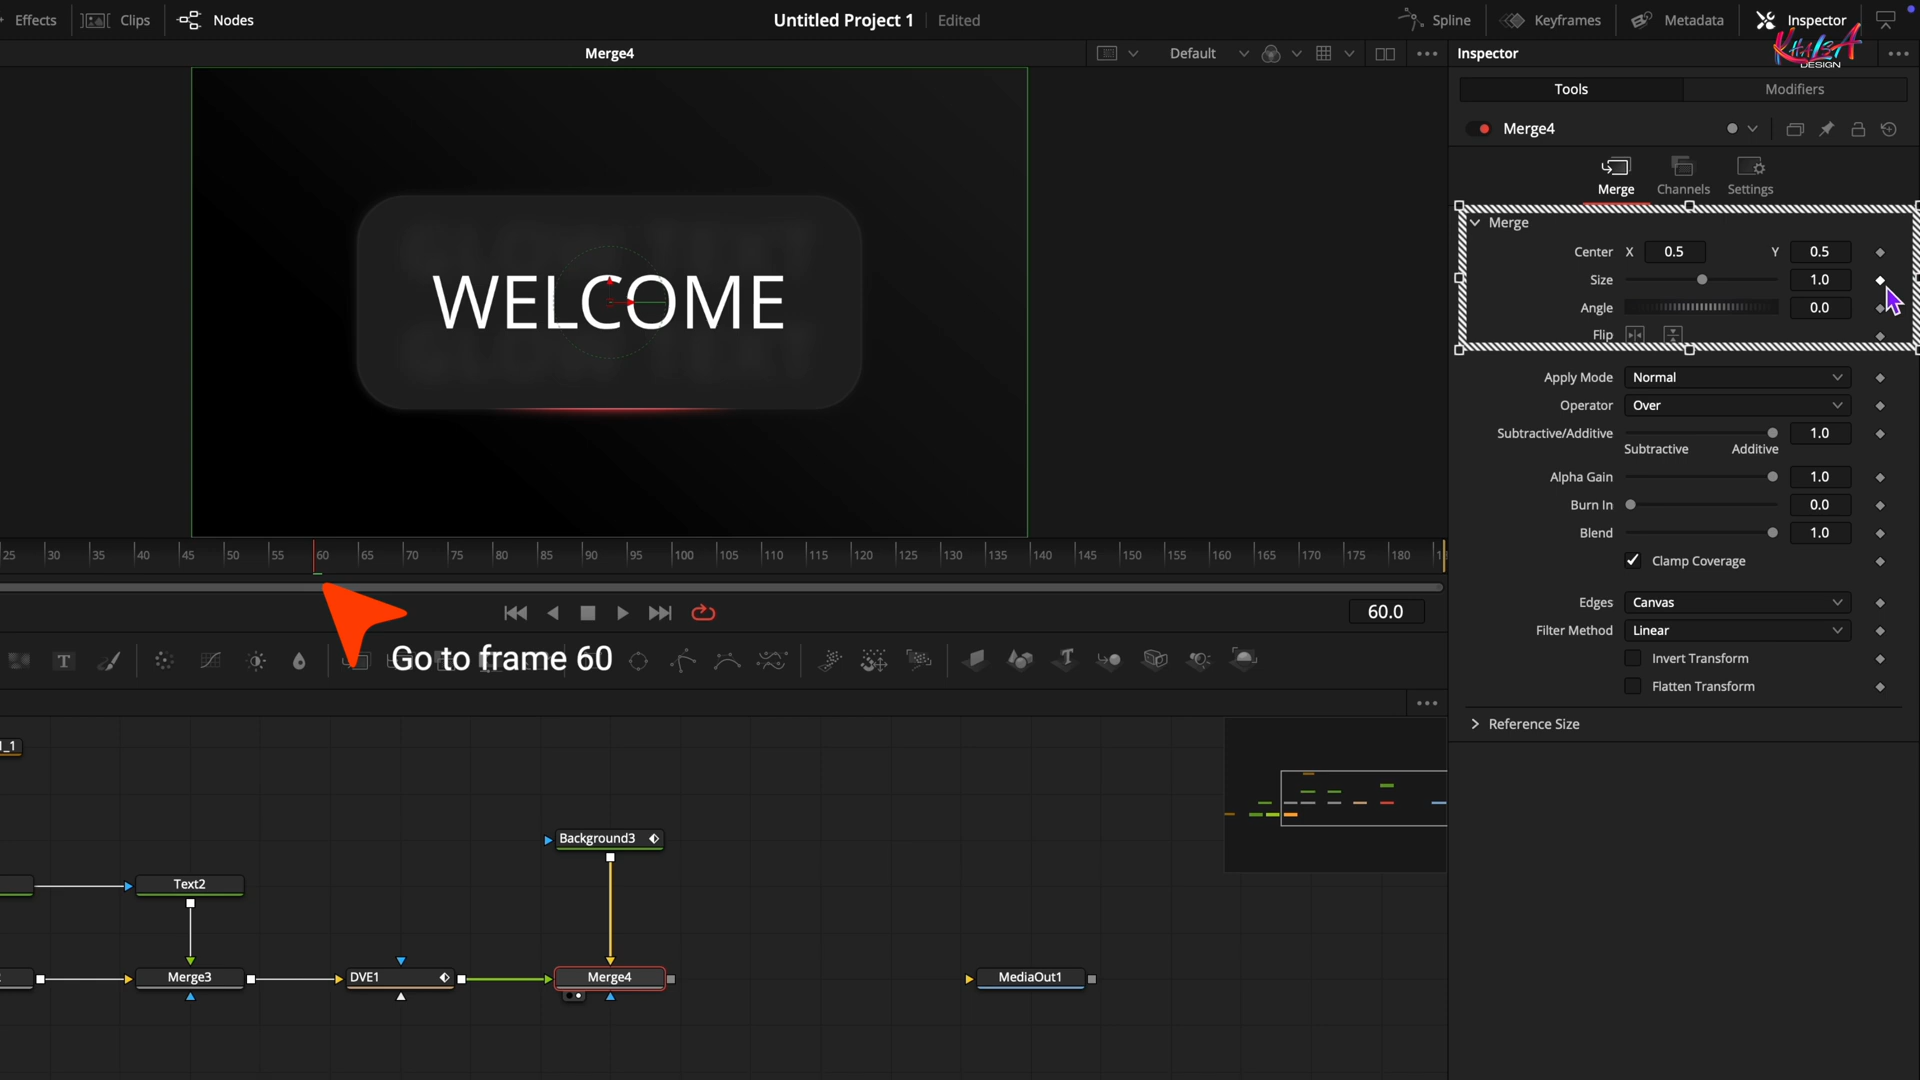 Effects
Clips
Nodes
Untitled Project 1
Edited
Spline
Keyframes
Metadata
Inspector
KHALSA
DESIGN
Merge4
Default
Inspector
Tools
Modifiers
Merge4
Merge
Channels
Settings
Merge
Center X 0.5 Y 0.5
Size 1.0
Angle 0.0
Flip
Apply Mode Normal
Operator Over
Subtractive/Additive 1.0
Subtractive Additive
Alpha Gain 1.0
Burn In 0.0
Blend 1.0
Clamp Coverage
Edges Canvas
Filter Method Linear
Invert Transform
Flatten Transform
Reference Size
GLOW TEXT
WELCOME
GLOW TEXT
25 30 35 40 45 50 55 60 65 70 75 80 85 90 95 100 105 110 115 120 125 130 135 140 145 150 155 160 165 170 175 180
60.0
Go to frame 60
1_1
Background3
Text2
Merge3
DVE1
Merge4
MediaOut1